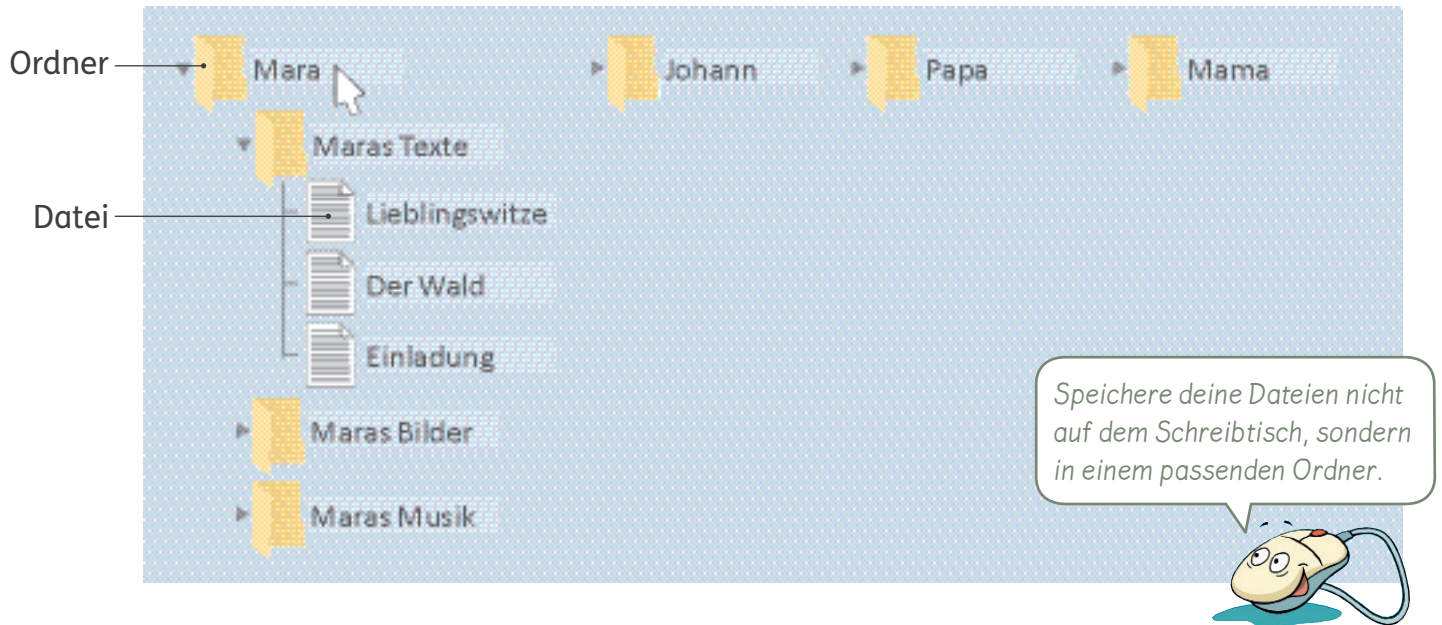 Ordner
Mara
Johann
Papa
Mama
Maras Texte
Datei
Lieblingswitze
Der Wald
Einladung
Maras Bilder
Maras Musik
Speichere deine Dateien nicht
auf dem Schreibtisch, sondern
in einem passenden Ordner.